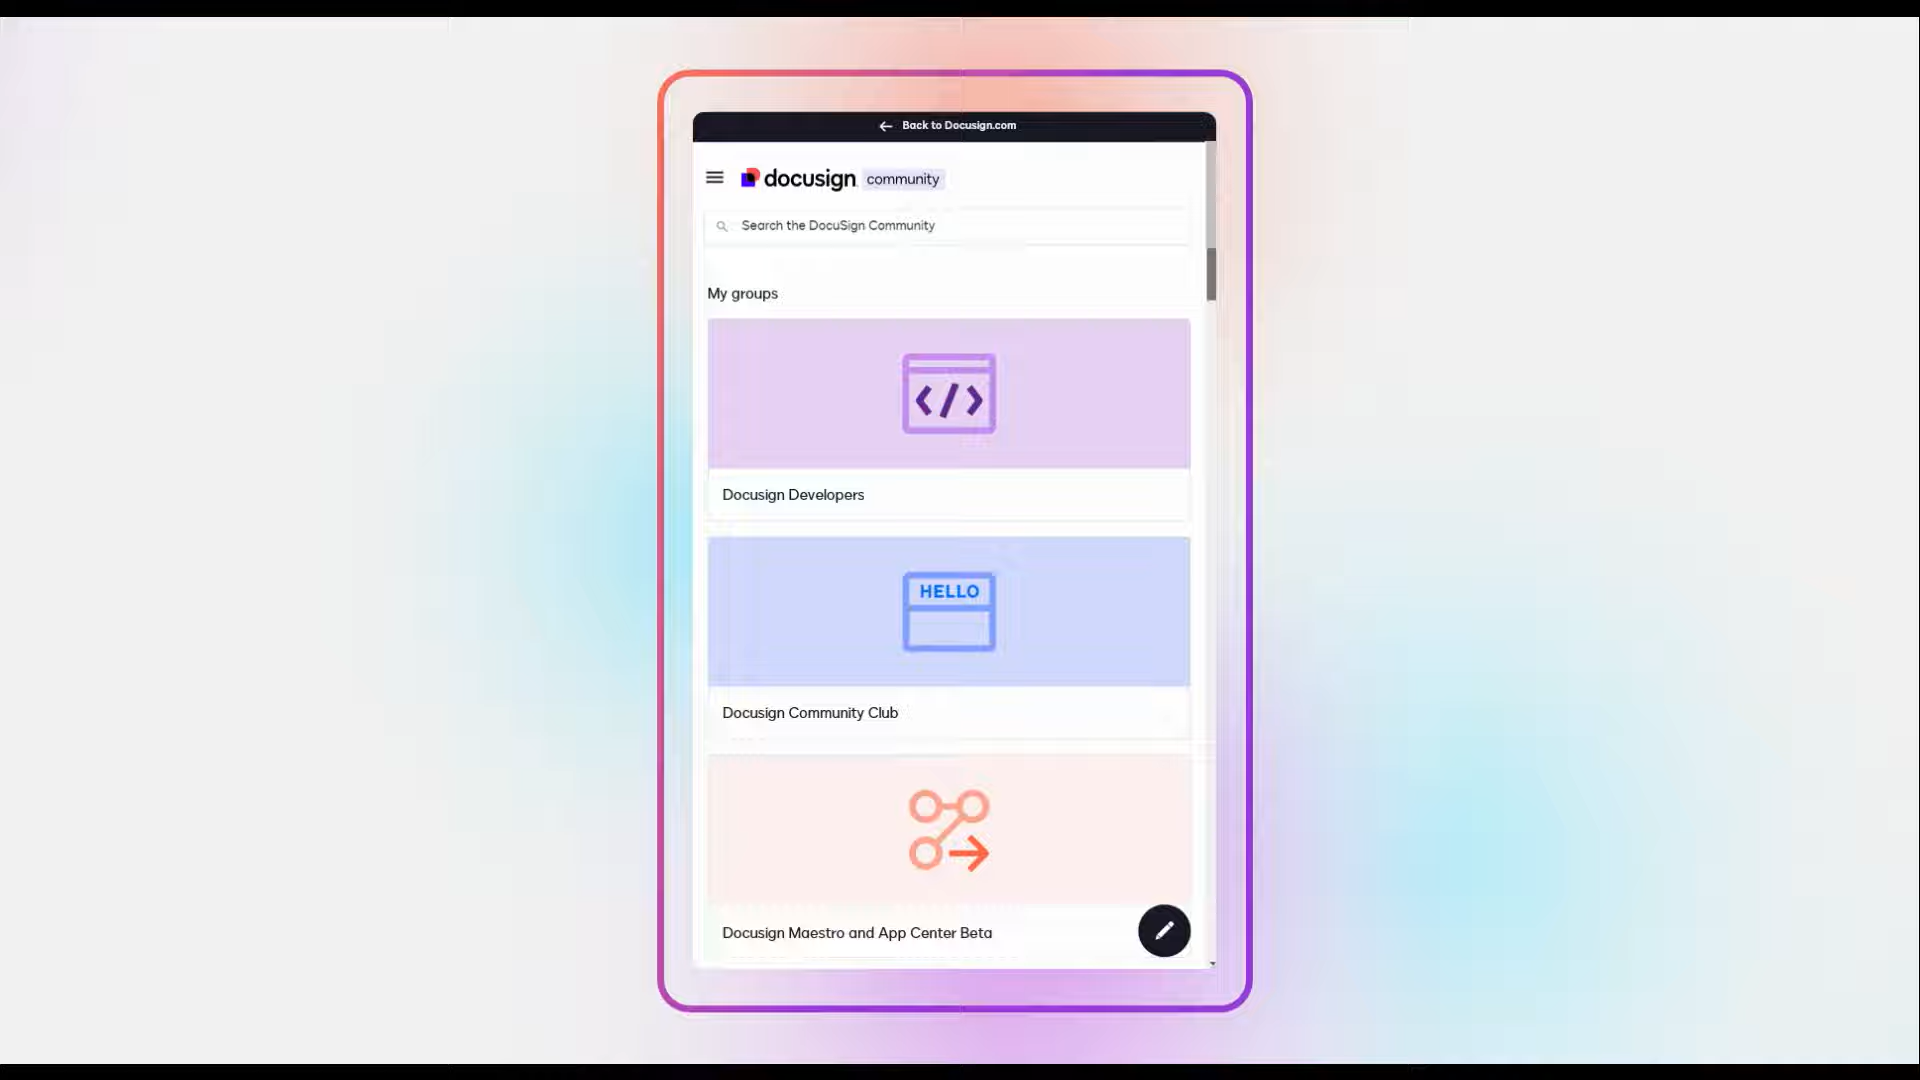 Back to Docusign.com
docusign community
Search the DocuSign Community
My groups
Docusign Developers
HELLO
Docusign Community Club
Docusign Maestro and App Center Beta